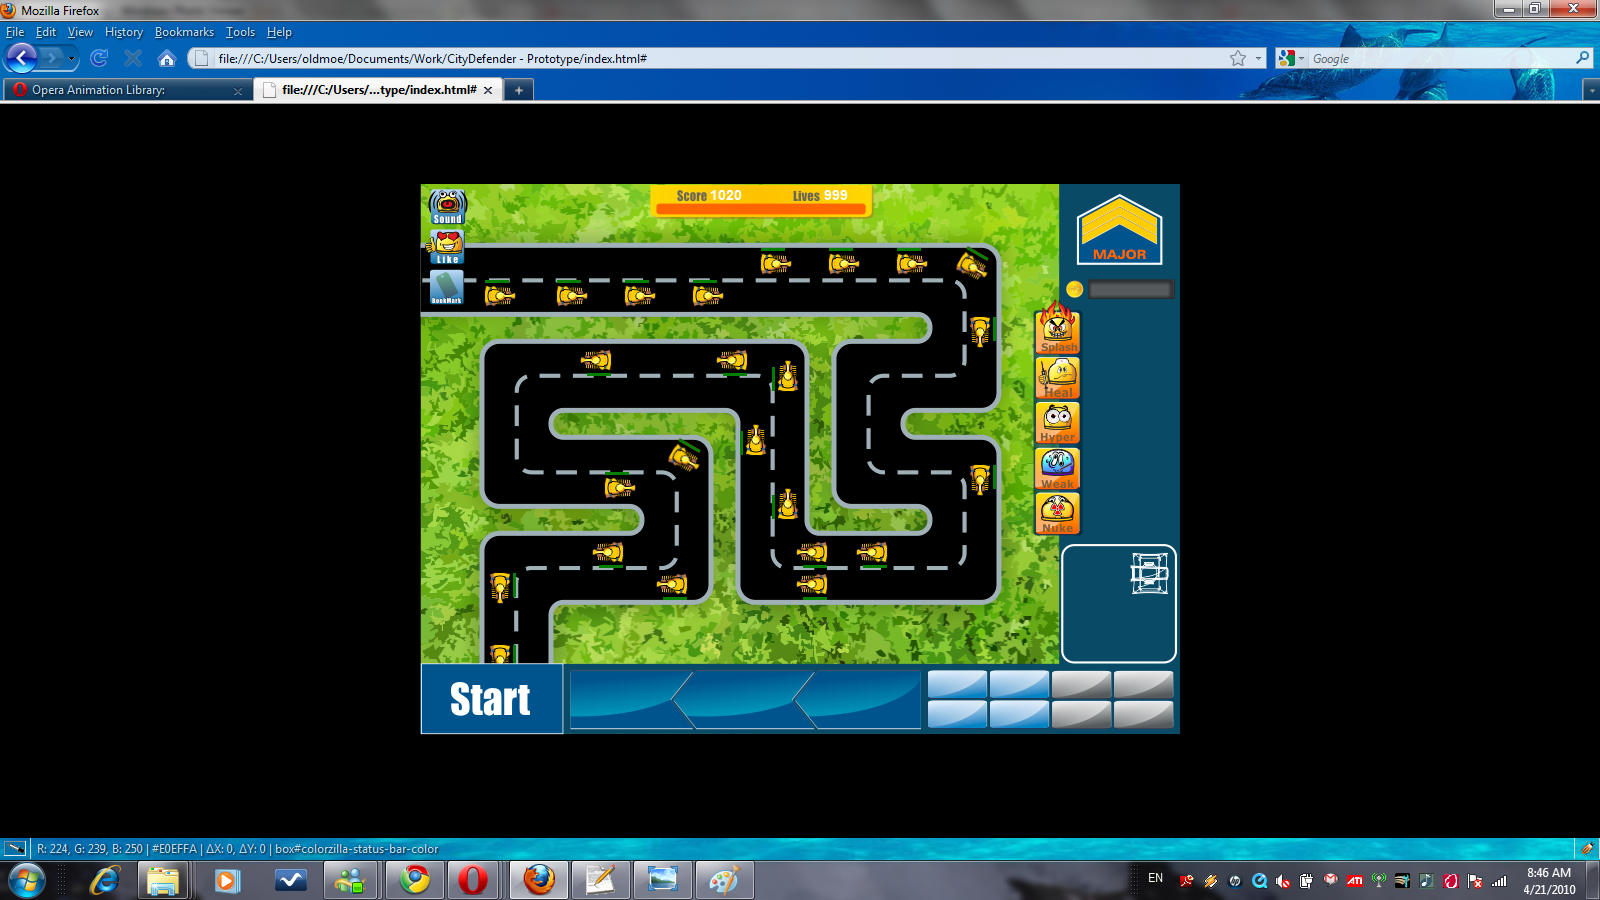 Mozilla Firefox
File Edit View History Bookmarks Tools Help
file:///C:/Users/oldmoe/Documents/Work/CityDefender - Prototype/index.html#
Google
Opera Animation Library:
file:///C:/Users/...type/index.html#
Sound
Score 1020 Lives 999
Like
BookMark
MAJOR
Splash
Heal
Hyper
Weak
Nuke
Start
R: 224, G: 239, B: 250 | #E0EFFA | ΔX: 0, ΔY: 0 | box#colorzilla-status-bar-color
EN
ATI
8:46 AM
4/21/2010